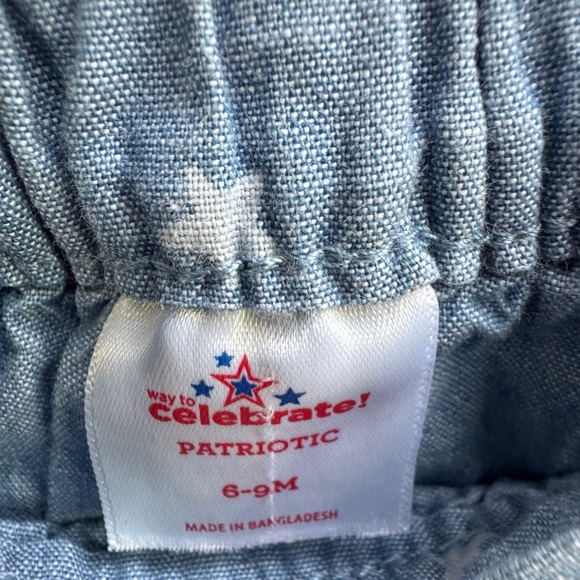 way to
celebrate!
PATRIOTIC
6-9M
MADE IN BANGLADESH